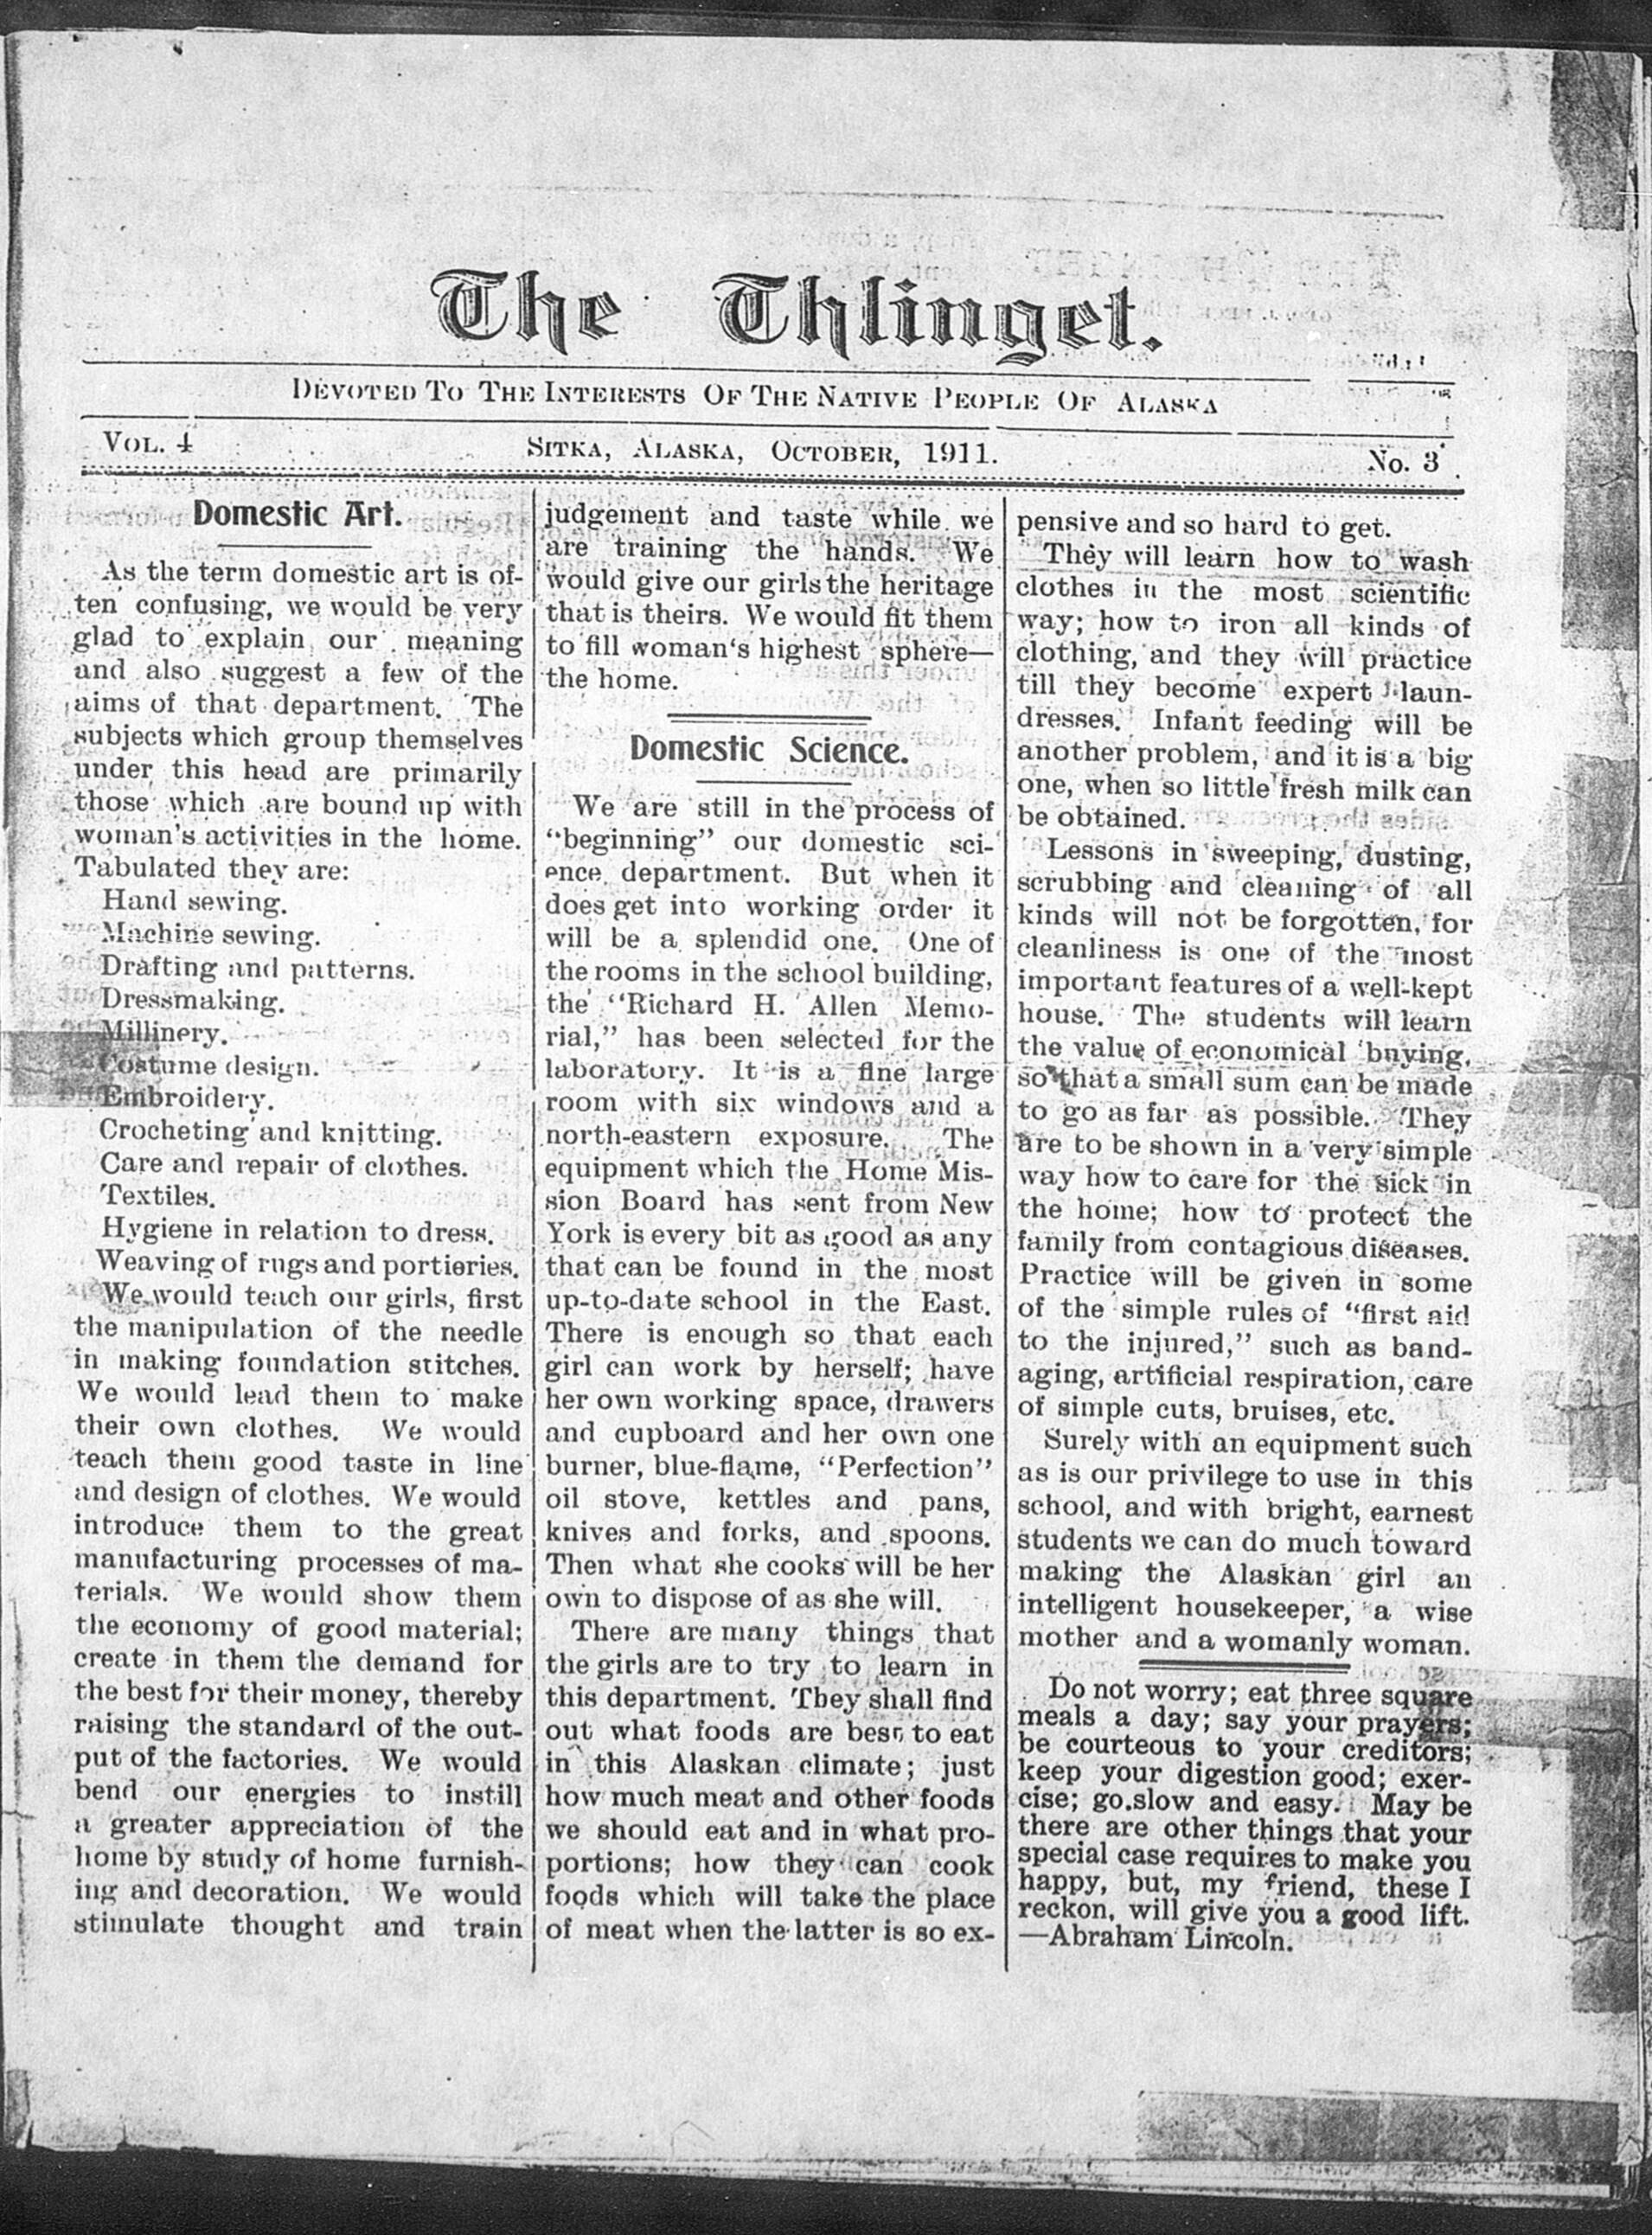 The Thlinget.
DEVOTED TO THE INTERESTS OF THE NATIVE PEOPLE OF ALASKA
VOL. 4 SITKA, ALASKA, OCTOBER, 1911. No. 3
Domestic Art.
As the term domestic art is of-
ten confusing, we would be very
glad to explain our meaning
and also suggest a few of the
aims of that department. The
subjects which group themselves
under this head are primarily
those which are bound up with
woman's activities in the home.
Tabulated they are:
Hand sewing.
Machine sewing.
Drafting and patterns.
Dressmaking.
Millinery.
Costume design.
Embroidery.
Crocheting and knitting.
Care and repair of clothes.
Textiles.
Hygiene in relation to dress.
Weaving of rugs and portieries.
We would teach our girls, first
the manipulation of the needle
in making foundation stitches.
We would lead them to make
their own clothes. We would
teach them good taste in line
and design of clothes. We would
introduce them to the great
manufacturing processes of ma-
terials. We would show them
the economy of good material;
create in them the demand for
the best for their money, thereby
raising the standard of the out-
put of the factories. We would
bend our energies to instill
a greater appreciation of the
home by study of home furnish-
ing and decoration. We would
stimulate thought and train
judgement and taste while we
are training the hands. We
would give our girls the heritage
that is theirs. We would fit them
to fill woman's highest sphere—
the home.
Domestic Science.
We are still in the process of
"beginning" our domestic sci-
ence department. But when it
does get into working order it
will be a splendid one. One of
the rooms in the school building,
the "Richard H. Allen Memo-
rial," has been selected for the
laboratory. It is a fine large
room with six windows and a
north-eastern exposure. The
equipment which the Home Mis-
sion Board has sent from New
York is every bit as good as any
that can be found in the most
up-to-date school in the East.
There is enough so that each
girl can work by herself; have
her own working space, drawers
and cupboard and her own one
burner, blue-flame, "Perfection"
oil stove, kettles and pans,
knives and forks, and spoons.
Then what she cooks will be her
own to dispose of as she will.
There are many things that
the girls are to try to learn in
this department. They shall find
out what foods are best to eat
in this Alaskan climate; just
how much meat and other foods
we should eat and in what pro-
portions; how they can cook
foods which will take the place
of meat when the latter is so ex-
pensive and so hard to get.
They will learn how to wash
clothes in the most scientific
way; how to iron all kinds of
clothing, and they will practice
till they become expert laun-
dresses. Infant feeding will be
another problem, and it is a big
one, when so little fresh milk can
be obtained.
Lessons in sweeping, dusting,
scrubbing and cleaning of all
kinds will not be forgotten, for
cleanliness is one of the most
important features of a well-kept
house. The students will learn
the value of economical buying,
so that a small sum can be made
to go as far as possible. They
are to be shown in a very simple
way how to care for the sick in
the home; how to protect the
family from contagious diseases.
Practice will be given in some
of the simple rules of "first aid
to the injured," such as band-
aging, artificial respiration, care
of simple cuts, bruises, etc.
Surely with an equipment such
as is our privilege to use in this
school, and with bright, earnest
students we can do much toward
making the Alaskan girl an
intelligent housekeeper, a wise
mother and a womanly woman.
Do not worry; eat three square
meals a day; say your prayers;
be courteous to your creditors;
keep your digestion good; exer-
cise; go slow and easy. May be
there are other things that your
special case requires to make you
happy, but, my friend, these I
reckon, will give you a good lift.
—Abraham Lincoln.